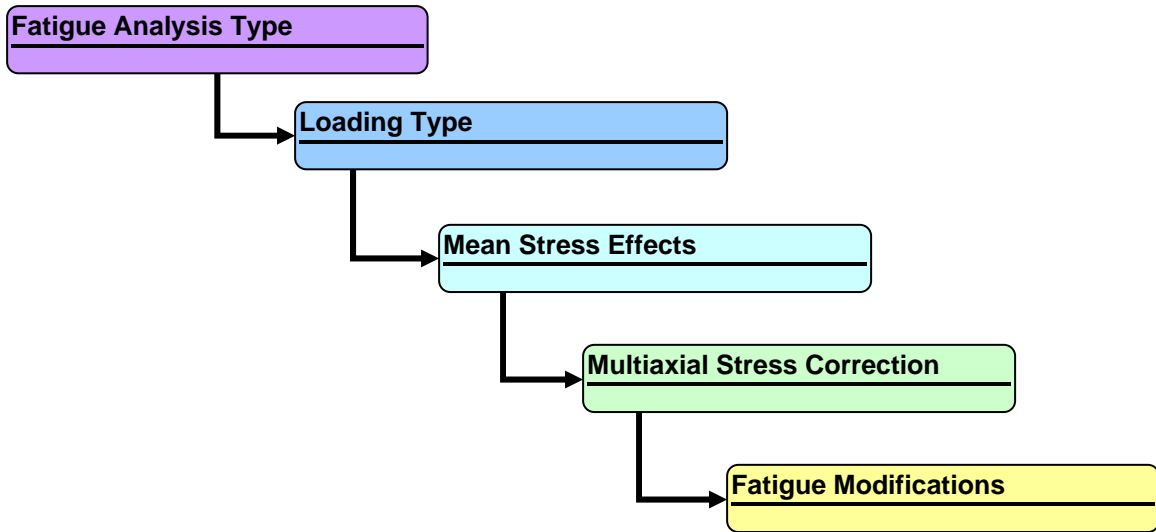 Fatigue Analysis Type
Loading Type
Mean Stress Effects
Multiaxial Stress Correction
Fatigue Modifications